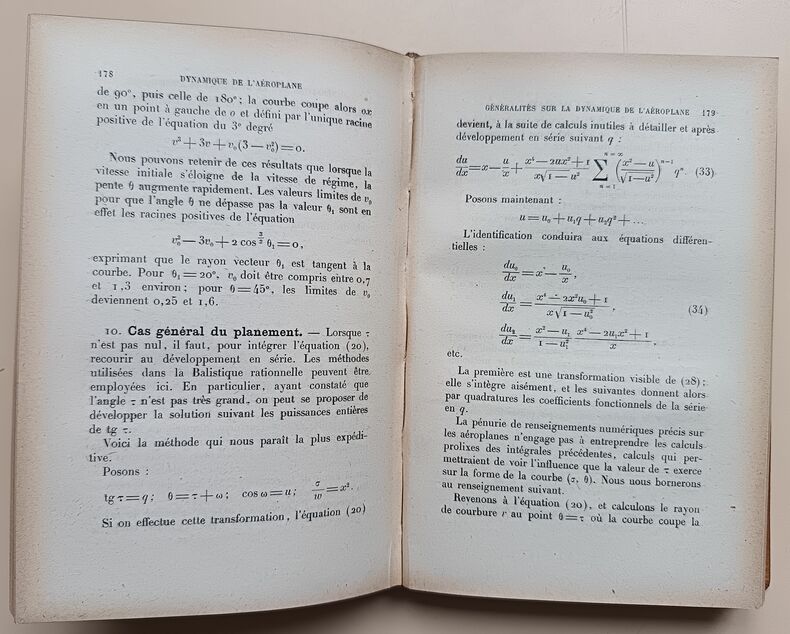 178
DYNAMIQUE DE L'AÉROPLANE
de 90°, puis celle de 180°; la courbe coupe alors ox
en un point à gauche de o et défini par l'unique racine
positive de l'équation du 3e degré
v³ + 3v + v₀(3 — v₀²) = 0.
Nous pouvons retenir de ces résultats que lorsque la
vitesse initiale s'éloigne de la vitesse de régime, la
pente θ augmente rapidement. Les valeurs limites de v₀
pour que l'angle θ ne dépasse pas la valeur θ₁ sont en
effet les racines positives de l'équation
v₀³ — 3v₀ + 2 cos^(3/2) θ₁ = 0,
exprimant que le rayon vecteur θ₁ est tangent à la
courbe. Pour θ₁ = 20°, v₀ doit être compris entre 0,7
et 1,3 environ; pour θ = 45°, les limites de v₀
deviennent 0,25 et 1,6.
10. Cas général du planement. — Lorsque τ
n'est pas nul, il faut, pour intégrer l'équation (20),
recourir au développement en série. Les méthodes
utilisées dans la Balistique rationnelle peuvent être
employées ici. En particulier, ayant constaté que
l'angle τ n'est pas très grand, on peut se proposer de
développer la solution suivant les puissances entières
de tg τ.
Voici la méthode qui nous paraît la plus expédi-
tive.
Posons :
tg τ = q; θ = τ + ω; cos ω = u; σ/w = x².
Si on effectue cette transformation, l'équation (20)
GÉNÉRALITÉS SUR LA DYNAMIQUE DE L'AÉROPLANE 179
devient, à la suite de calculs inutiles à détailler et après
développement en série suivant q :
du/dx = x — u/x + (x⁴ — 2ux² + 1)/(x√(1 — u²)) Σ_(n=1)^(n=∞) ((x² — u)/√(1 — u²))^(n—1) qⁿ. (33)
Posons maintenant :
u = u₀ + u₁q + u₂q² + ...
L'identification conduira aux équations différen-
tielles :
du₀/dx = x — u₀/x,
du₁/dx = (x⁴ — 2x²u₀ + 1)/(x√(1 — u₀²)), (34)
du₂/dx = (x² — u₁)/(1 — u₁²) (x⁴ — 2u₁x² + 1)/x,
etc.
La première est une transformation visible de (28);
elle s'intègre aisément, et les suivantes donnent alors
par quadratures les coefficients fonctionnels de la série
en q.
La pénurie de renseignements numériques précis sur
les aéroplanes n'engage pas à entreprendre les calculs
prolixes des intégrales précédentes, calculs qui per-
mettraient de voir l'influence que la valeur de τ exerce
sur la forme de la courbe (σ, θ). Nous nous bornerons
au renseignement suivant.
Revenons à l'équation (20), et calculons le rayon
de courbure r au point θ = τ où la courbe coupe la